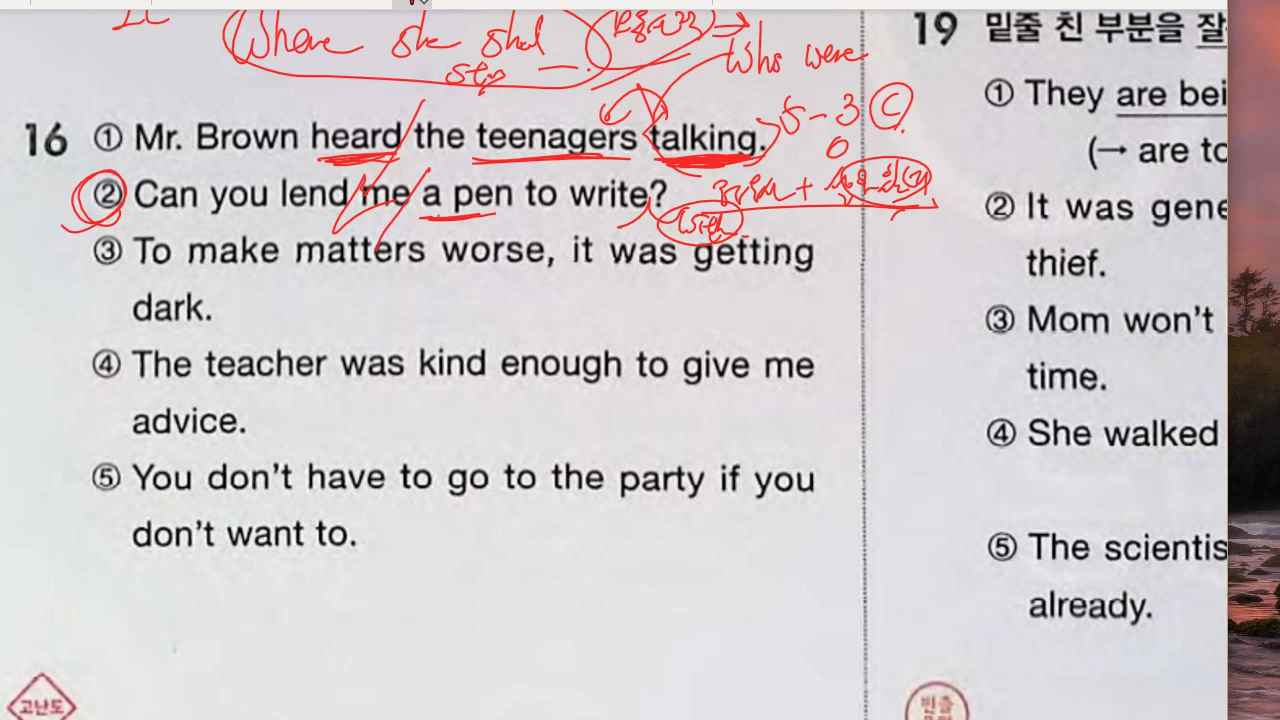 Where she
Who were
16 ① Mr. Brown heard the teenagers talking.
5-3 C
O
② Can you lend me a pen to write?
with
③ To make matters worse, it was getting
dark.
④ The teacher was kind enough to give me
advice.
⑤ You don't have to go to the party if you
don't want to.
고난도
19 밑줄 친 부분을 잘
① They are bei
(→ are to
② It was gene
thief.
③ Mom won't
time.
④ She walked
⑤ The scientis
already.
빈출